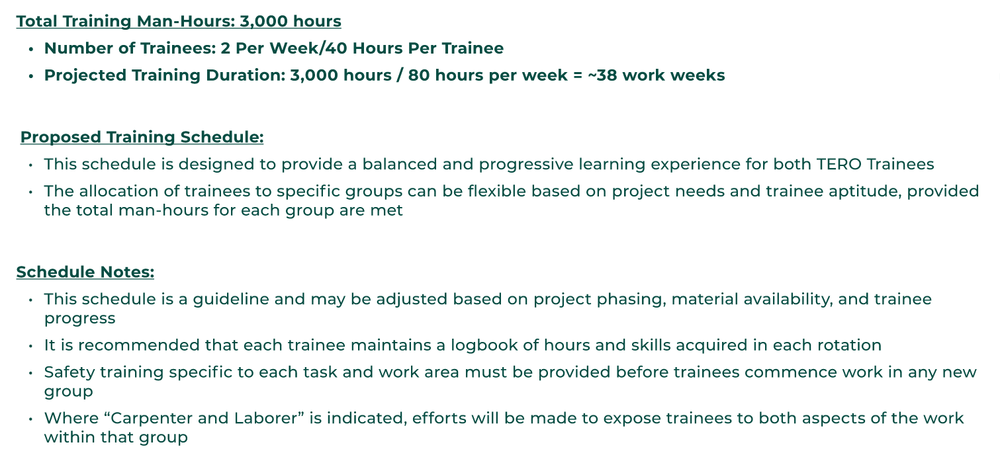 Total Training Man-Hours: 3,000 hours
• Number of Trainees: 2 Per Week/40 Hours Per Trainee
• Projected Training Duration: 3,000 hours / 80 hours per week = ~38 work weeks
Proposed Training Schedule:
• This schedule is designed to provide a balanced and progressive learning experience for both TERO Trainees
• The allocation of trainees to specific groups can be flexible based on project needs and trainee aptitude, provided
the total man-hours for each group are met
Schedule Notes:
• This schedule is a guideline and may be adjusted based on project phasing, material availability, and trainee
progress
• It is recommended that each trainee maintains a logbook of hours and skills acquired in each rotation
• Safety training specific to each task and work area must be provided before trainees commence work in any new
group
• Where “Carpenter and Laborer” is indicated, efforts will be made to expose trainees to both aspects of the work
within that group